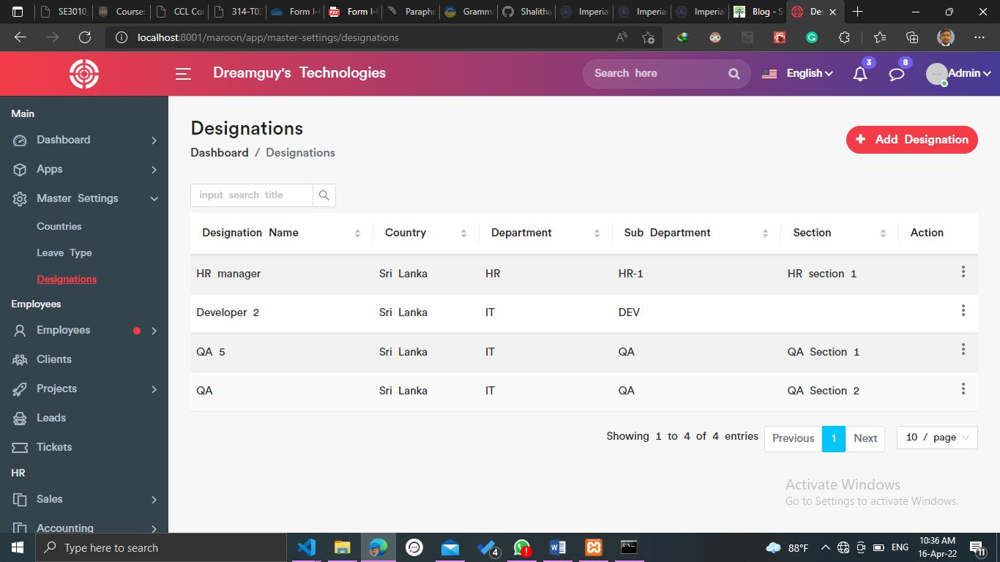 SE3010_
Course:
CCL Cor
314-T03
Form I-(
Form I-(
Paraphr
Gramma
Shalitha
Imperia
Imperia
Imperia
Blog - S
Des
localhost:8001/maroon/app/master-settings/designations
Dreamguy's Technologies
Search here
English
3
8
Admin
Main
Dashboard
Apps
Master Settings
Countries
Leave Type
Designations
Employees
Employees
Clients
Projects
Leads
Tickets
HR
Sales
Accounting
Designations
Dashboard / Designations
Add Designation
input search title
Designation Name Country Department Sub Department Section Action
HR manager Sri Lanka HR HR-1 HR section 1
Developer 2 Sri Lanka IT DEV
QA 5 Sri Lanka IT QA QA Section 1
QA Sri Lanka IT QA QA Section 2
Showing 1 to 4 of 4 entries Previous 1 Next 10 / page
Activate Windows
Go to Settings to activate Windows.
Type here to search
4
88°F
ENG
10:36 AM
16-Apr-22
11